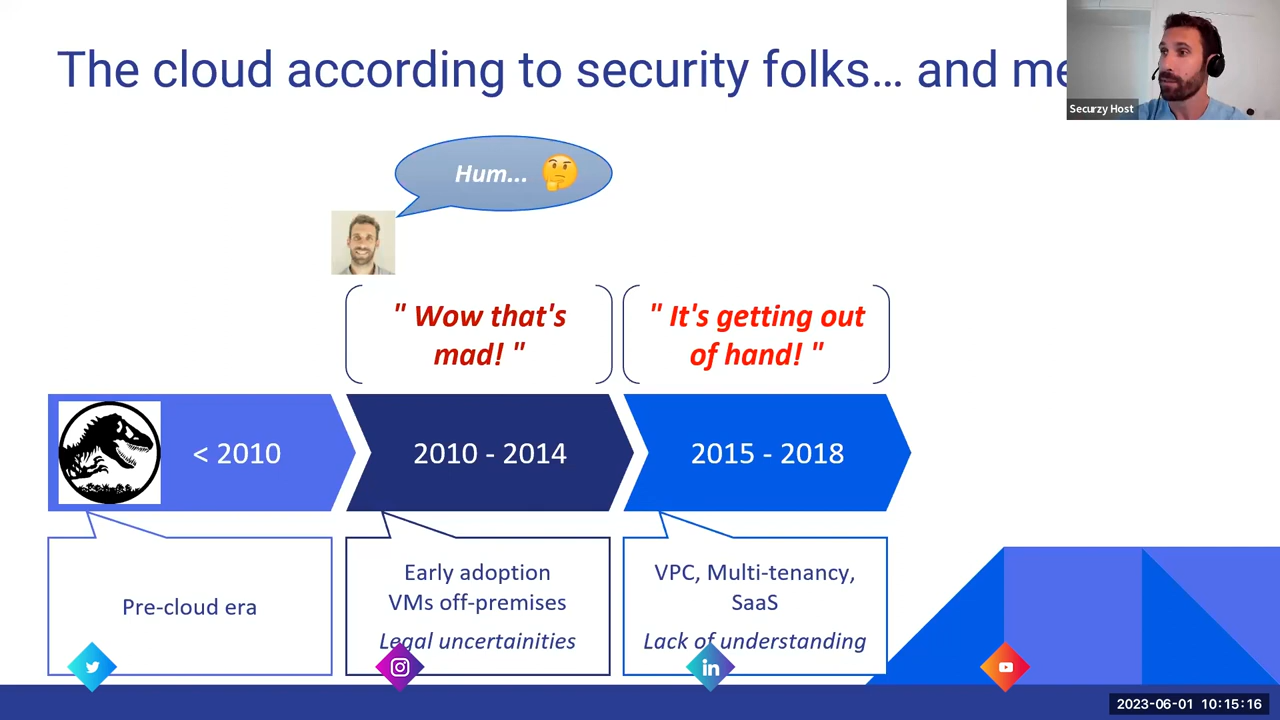 The cloud according to security folks… and me
Securzy Host
Hum...
" Wow that's
mad! "
" It's getting out
of hand! "
< 2010
2010 - 2014
2015 - 2018
Pre-cloud era
Early adoption
VMs off-premises
Legal uncertainities
VPC, Multi-tenancy,
SaaS
Lack of understanding
in
2023-06-01 10:15:16